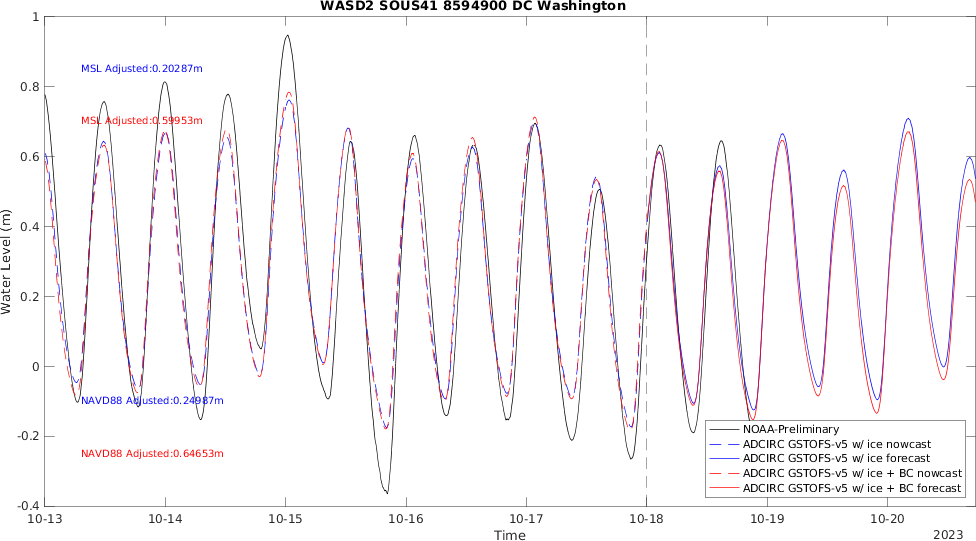 WASD2 SOUS41 8594900 DC Washington
1
0.8
0.6
0.4
0.2
0
-0.2
-0.4
Water Level (m)
MSL Adjusted:0.20287m
MSL Adjusted:0.59953m
NAVD88 Adjusted:0.24987m
NAVD88 Adjusted:0.64653m
NOAA-Preliminary
ADCIRC GSTOFS-v5 w/ ice nowcast
ADCIRC GSTOFS-v5 w/ ice forecast
ADCIRC GSTOFS-v5 w/ ice + BC nowcast
ADCIRC GSTOFS-v5 w/ ice + BC forecast
10-13 10-14 10-15 10-16 10-17 10-18 10-19 10-20
Time
2023